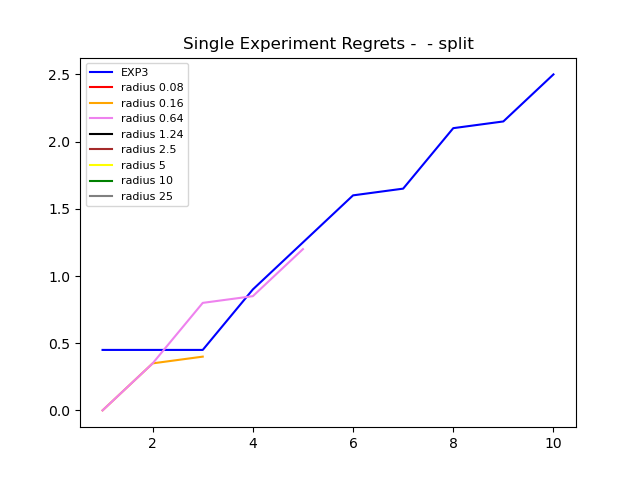 Single Experiment Regrets -  - split
EXP3
radius 0.08
radius 0.16
radius 0.64
radius 1.24
radius 2.5
radius 5
radius 10
radius 25
2.5
2.0
1.5
1.0
0.5
0.0
2 4 6 8 10